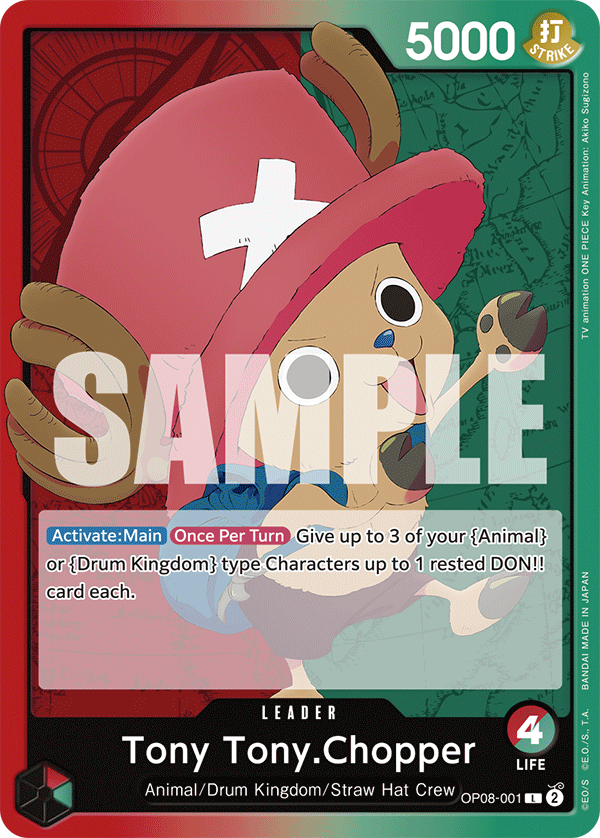 5000
打
STRIKE
TV animation ONE PIECE Key Animation: Akiko Sugizono
SAMPLE
Activate:Main Once Per Turn Give up to 3 of your {Animal}
or {Drum Kingdom} type Characters up to 1 rested DON!!
card each.
LEADER
Tony Tony.Chopper
Animal/Drum Kingdom/Straw Hat Crew
4
LIFE
OP08-001 L 2
©E.O/S ©E.O./S., T.A. BANDAI MADE IN JAPAN